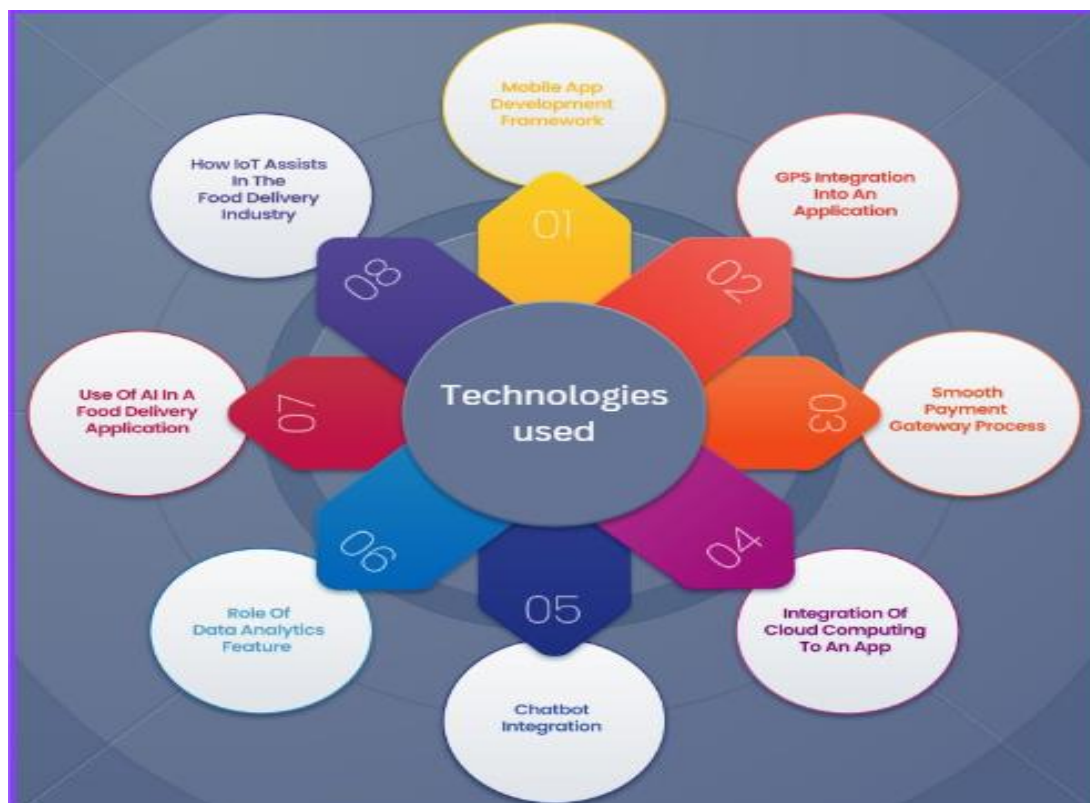 Technologies
used
01
Mobile App
Development
Framework
02
GPS Integration
Into An
Application
03
Smooth
Payment
Gateway Process
04
Integration Of
Cloud Computing
To An App
05
Chatbot
Integration
06
Role Of
Data Analytics
Feature
07
Use Of AI In A
Food Delivery
Application
08
How IoT Assists
In The
Food Delivery
Industry